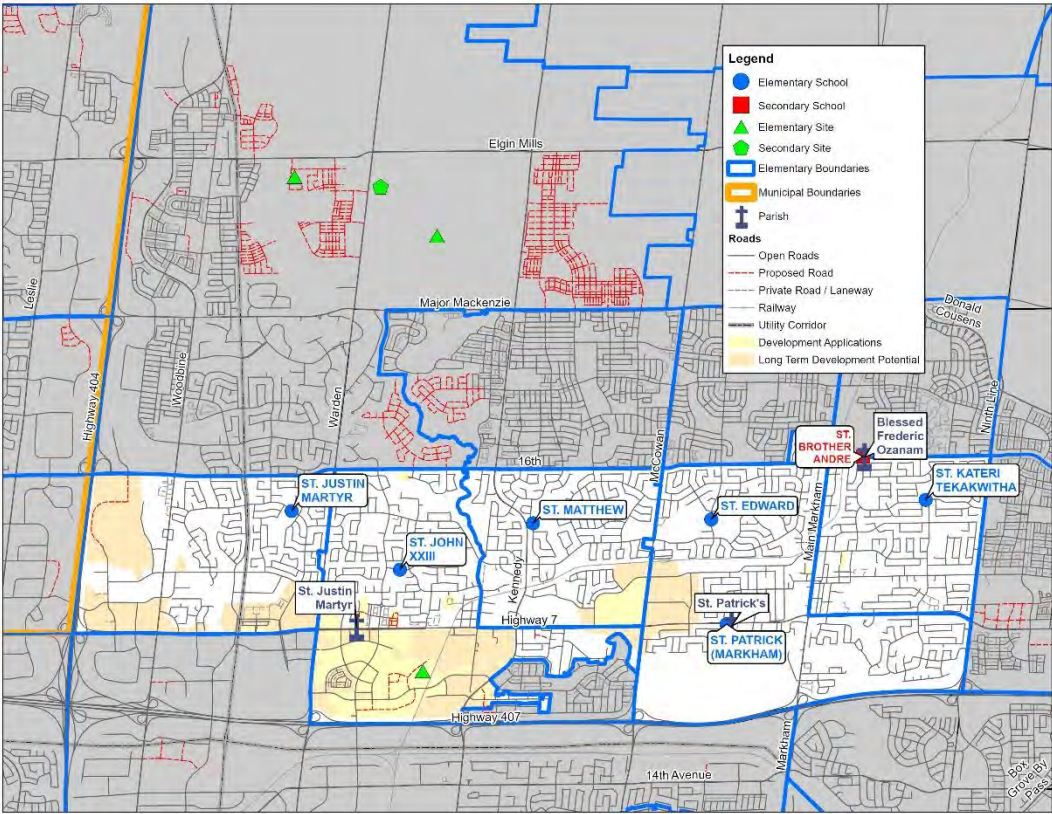 Legend
Elementary School
Secondary School
Elementary Site
Secondary Site
Elementary Boundaries
Municipal Boundaries
Parish
Roads
Open Roads
Proposed Road
Private Road / Laneway
Railway
Utility Corridor
Development Applications
Long Term Development Potential
Elgin Mills
Leslie
Major Mackenzie
Donald
Cousens
Woodbine
Warden
Highway 404
McCowan
Ninth Line
16th
ST.
BROTHER
ANDRE
Blessed
Frederic
Ozanam
ST. KATERI
TEKAKWITHA
ST. JUSTIN
MARTYR
ST. MATTHEW
ST. EDWARD
Main Markham
ST. JOHN
XXIII
Kennedy
St. Justin
Martyr
St. Patrick's
Highway 7
ST. PATRICK
(MARKHAM)
Highway 407
Markham
14th Avenue
Box
Grove By
Pass